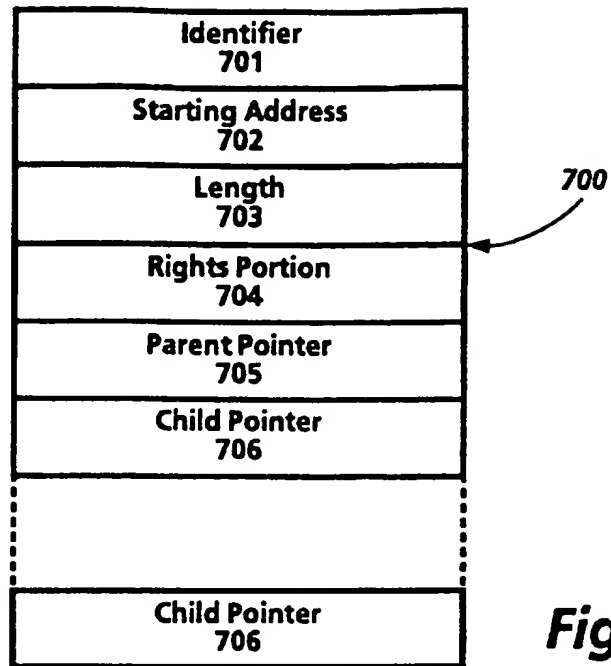 Identifier
701
Starting Address
702
Length
703
700
Rights Portion
704
Parent Pointer
705
Child Pointer
706
Child Pointer
706
Fig